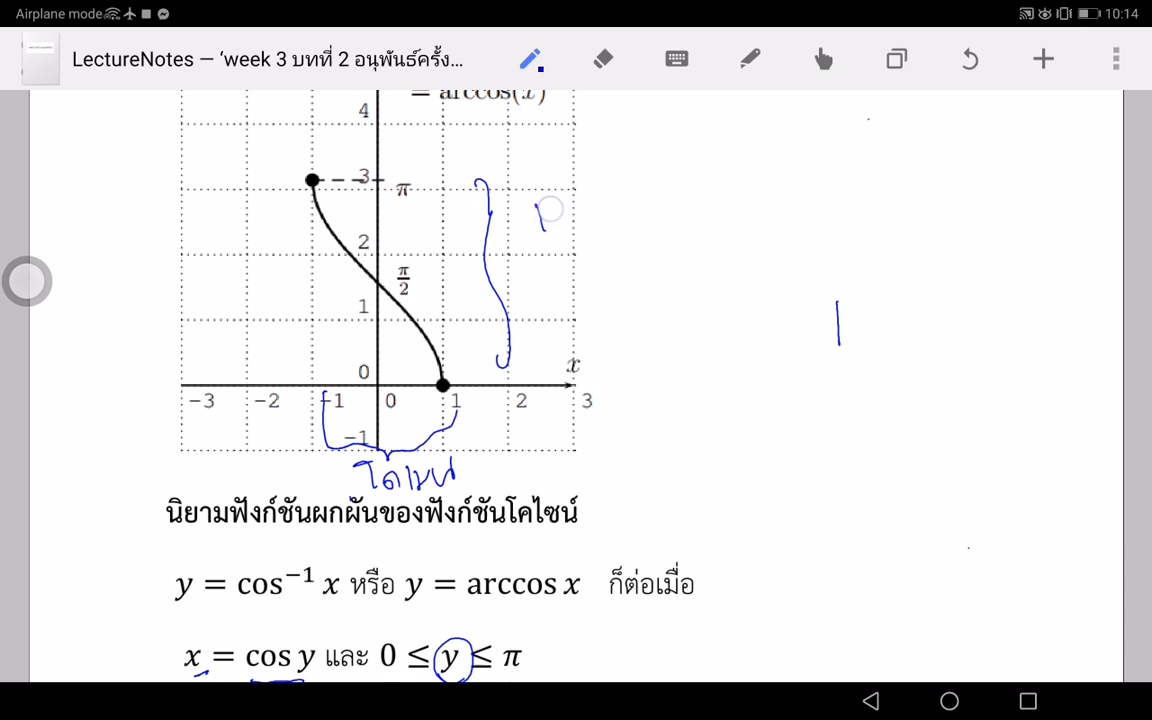 Airplane mode 10:14
LectureNotes — ‘week 3 บทที่ 2 อนุพันธ์ครั้ง...
= arccos(x)
4
3 π
2
π/2
1
0 x
-3 -2 -1 0 1 2 3
-1
โดเมน
นิยามฟังก์ชันผกผันของฟังก์ชันโคไซน์
y = cos⁻¹ x หรือ y = arccos x ก็ต่อเมื่อ
x = cos y และ 0 ≤ y ≤ π